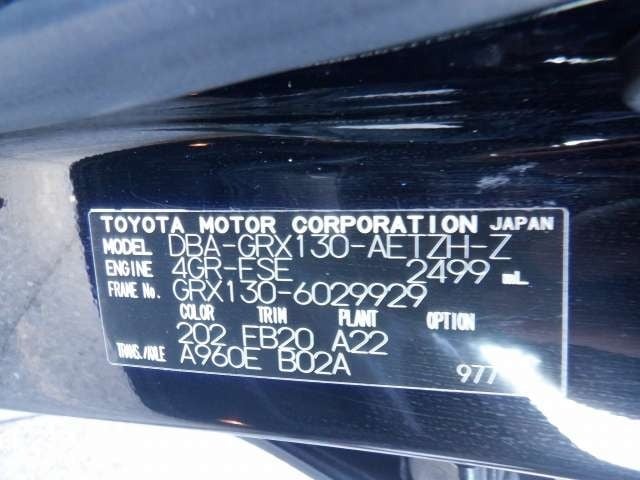 TOYOTA MOTOR CORPORATION JAPAN
MODEL DBA-GRX130-AETZH-Z
ENGINE 4GR-FSE 2499 mL
FRAME No. GRX130-6029929
COLOR TRIM PLANT OPTION
202 FB20 A22
TRANS./AXLE A960E B02A
977